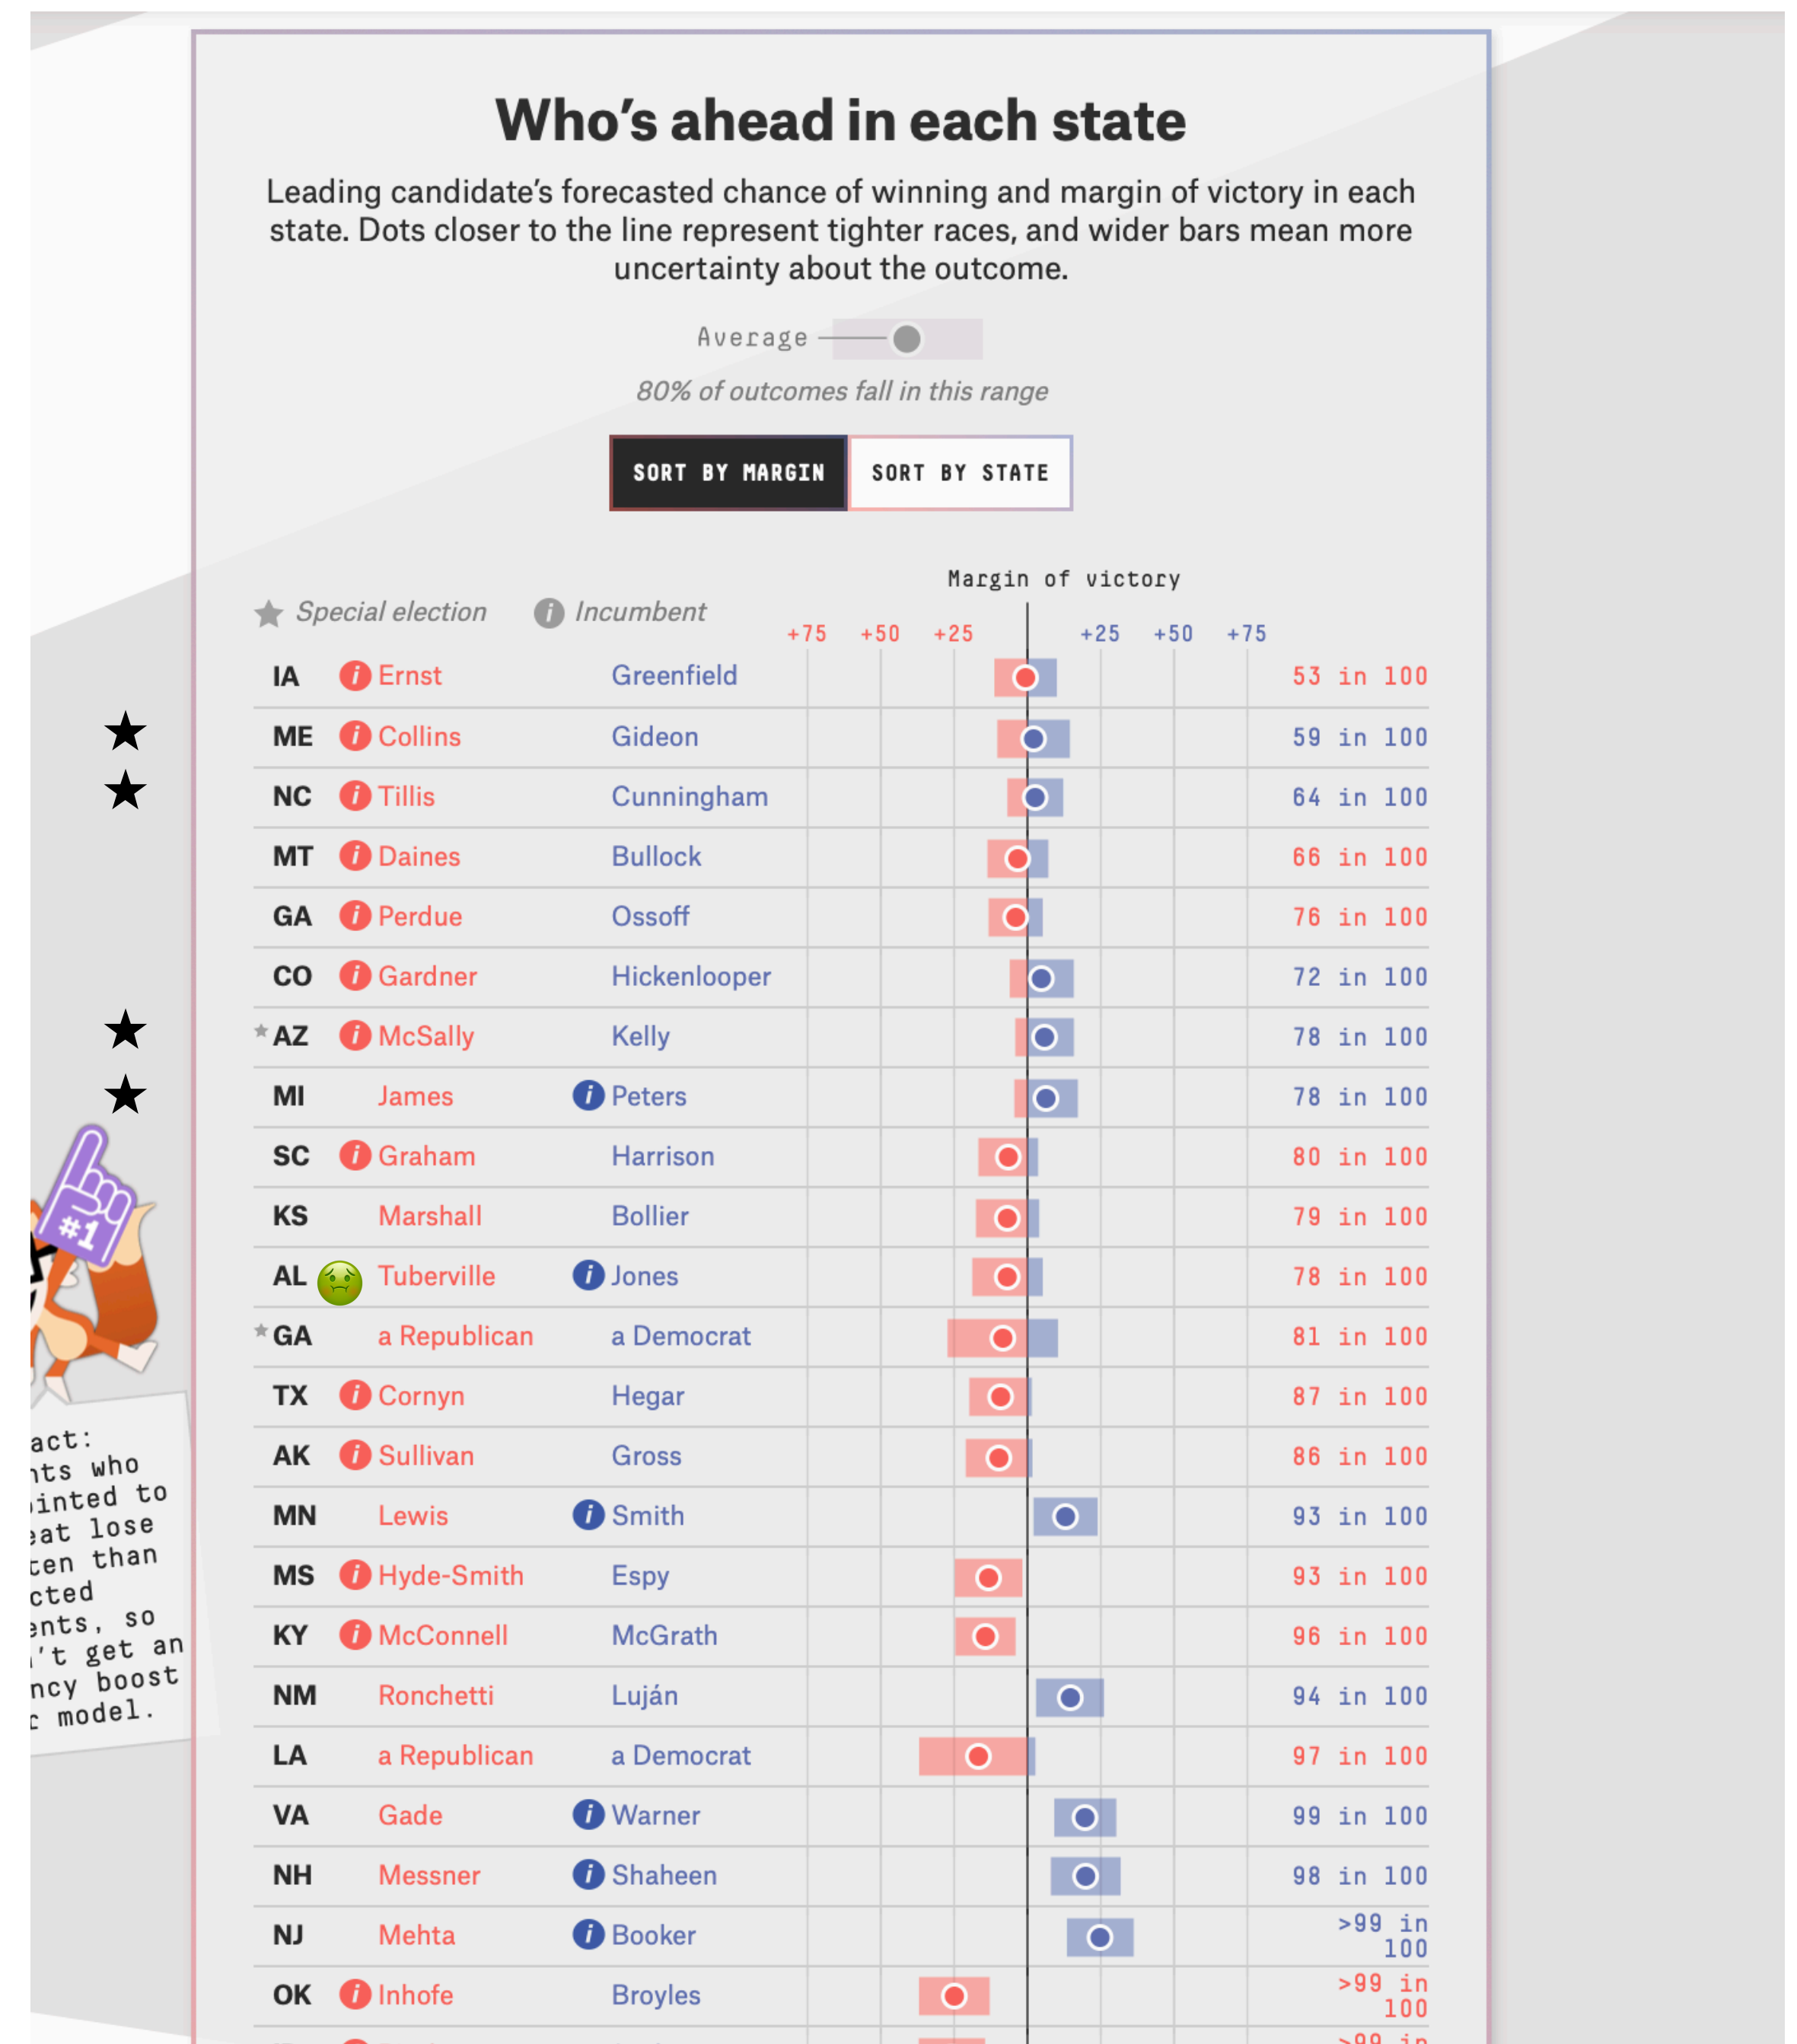 Who's ahead in each state
Leading candidate's forecasted chance of winning and margin of victory in each
state. Dots closer to the line represent tighter races, and wider bars mean more
uncertainty about the outcome.
Average
80% of outcomes fall in this range
SORT BY MARGIN SORT BY STATE
Margin of victory
Special election i Incumbent
+75 +50 +25 +25 +50 +75
IA i Ernst Greenfield 53 in 100
ME i Collins Gideon 59 in 100
NC i Tillis Cunningham 64 in 100
MT i Daines Bullock 66 in 100
GA i Perdue Ossoff 76 in 100
CO i Gardner Hickenlooper 72 in 100
AZ i McSally Kelly 78 in 100
MI James i Peters 78 in 100
SC i Graham Harrison 80 in 100
KS Marshall Bollier 79 in 100
AL Tuberville i Jones 78 in 100
GA a Republican a Democrat 81 in 100
TX i Cornyn Hegar 87 in 100
AK i Sullivan Gross 86 in 100
MN Lewis i Smith 93 in 100
MS i Hyde-Smith Espy 93 in 100
KY i McConnell McGrath 96 in 100
NM Ronchetti Luján 94 in 100
LA a Republican a Democrat 97 in 100
VA Gade i Warner 99 in 100
NH Messner i Shaheen 98 in 100
NJ Mehta i Booker >99 in
100
OK i Inhofe Broyles >99 in
100
>99 in
#1
act:
nts who
inted to
eat lose
ten than
cted
ents, so
't get an
ncy boost
r model.